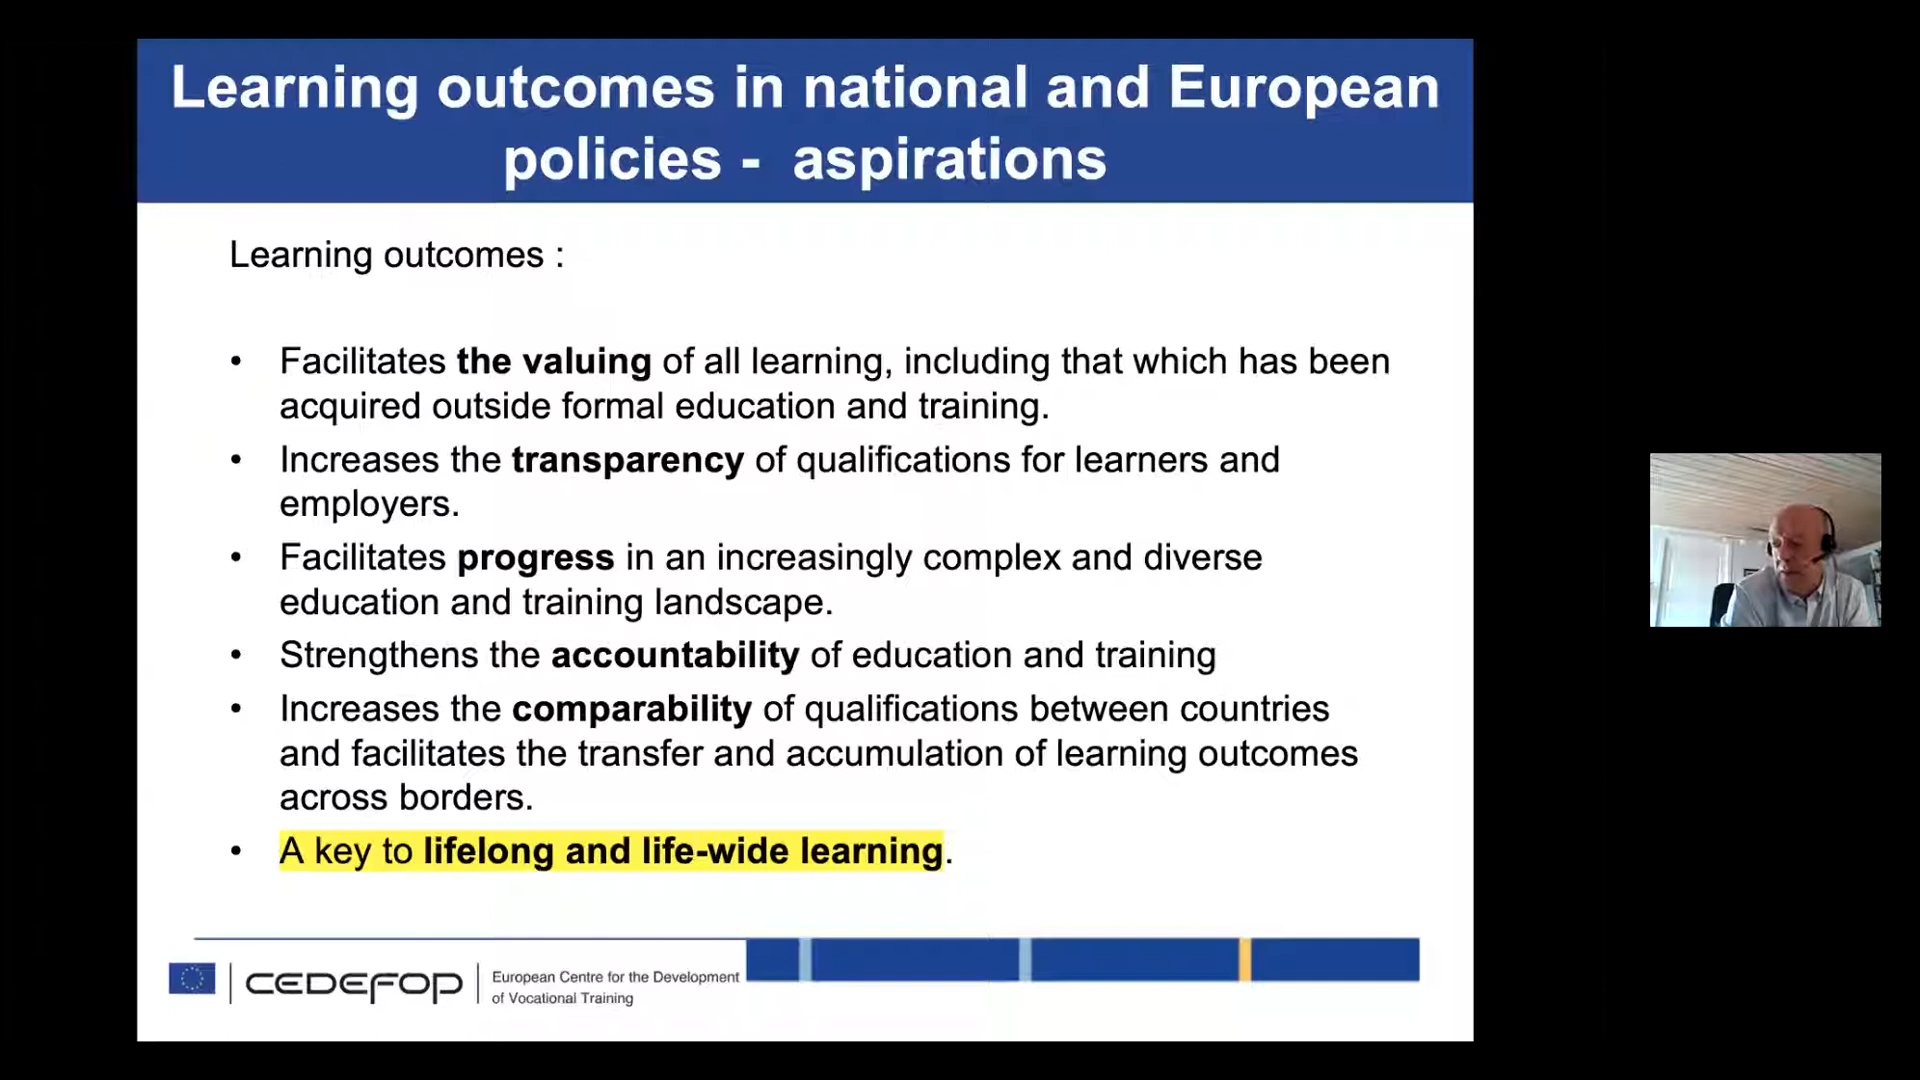 Learning outcomes in national and European
policies - aspirations
Learning outcomes :
• Facilitates the valuing of all learning, including that which has been
acquired outside formal education and training.
• Increases the transparency of qualifications for learners and
employers.
• Facilitates progress in an increasingly complex and diverse
education and training landscape.
• Strengthens the accountability of education and training
• Increases the comparability of qualifications between countries
and facilitates the transfer and accumulation of learning outcomes
across borders.
• A key to lifelong and life-wide learning.
CEDEFOP
European Centre for the Development
of Vocational Training